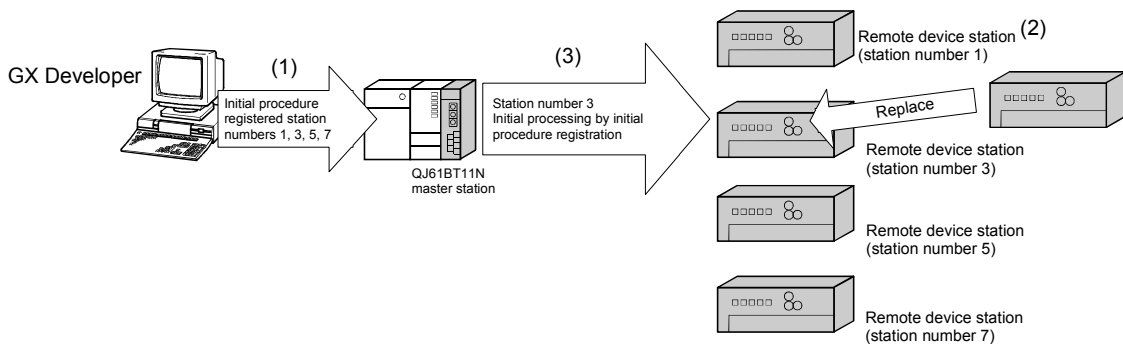 GX Developer
(1)
Initial procedure
registered station
numbers 1, 3, 5, 7
QJ61BT11N
master station
(3)
Station number 3
Initial processing by initial
procedure registration
Remote device station
(station number 1)
(2)
Replace
Remote device station
(station number 3)
Remote device station
(station number 5)
Remote device station
(station number 7)